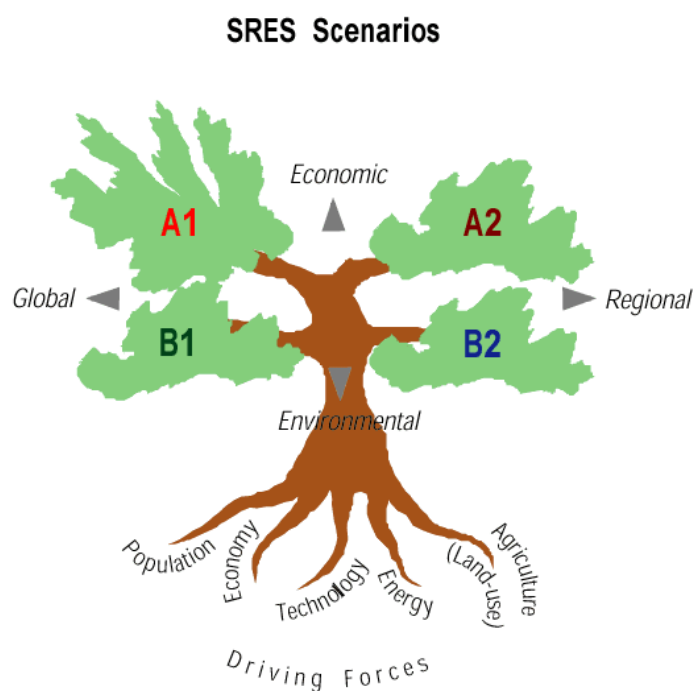 SRES Scenarios
Economic
A1
A2
Global
Regional
B1
B2
Environmental
Population
Economy
Technology
Energy
(Land-use)
Agriculture
Driving Forces